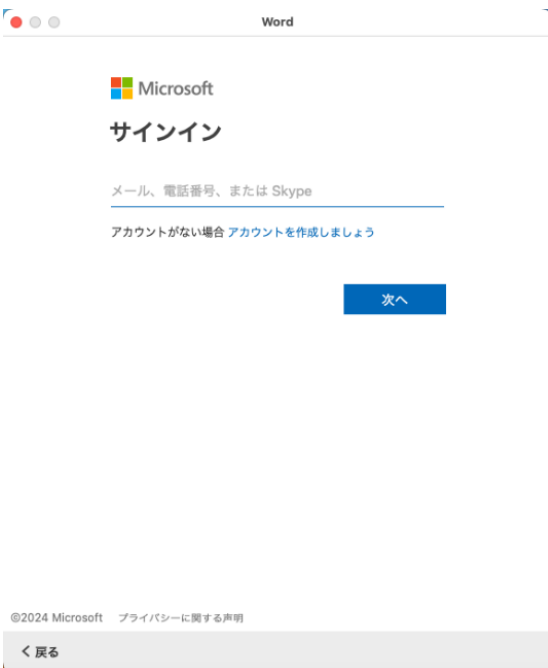 Word
Microsoft
サインイン
メール、電話番号、または Skype
アカウントがない場合 アカウントを作成しましょう
次へ
©2024 Microsoft プライバシーに関する声明
戻る